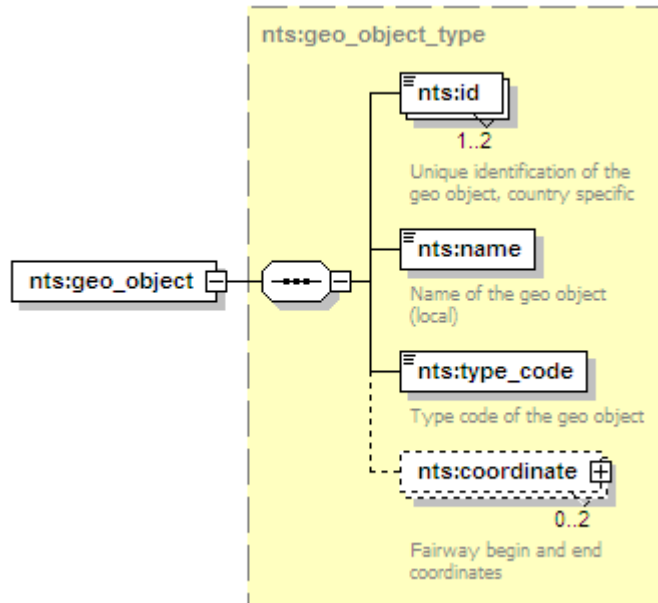 nts:geo_object_type
nts:id
1..2
Unique identification of the
geo object, country specific
nts:name
Name of the geo object
(local)
nts:geo_object
nts:type_code
Type code of the geo object
nts:coordinate
0..2
Fairway begin and end
coordinates